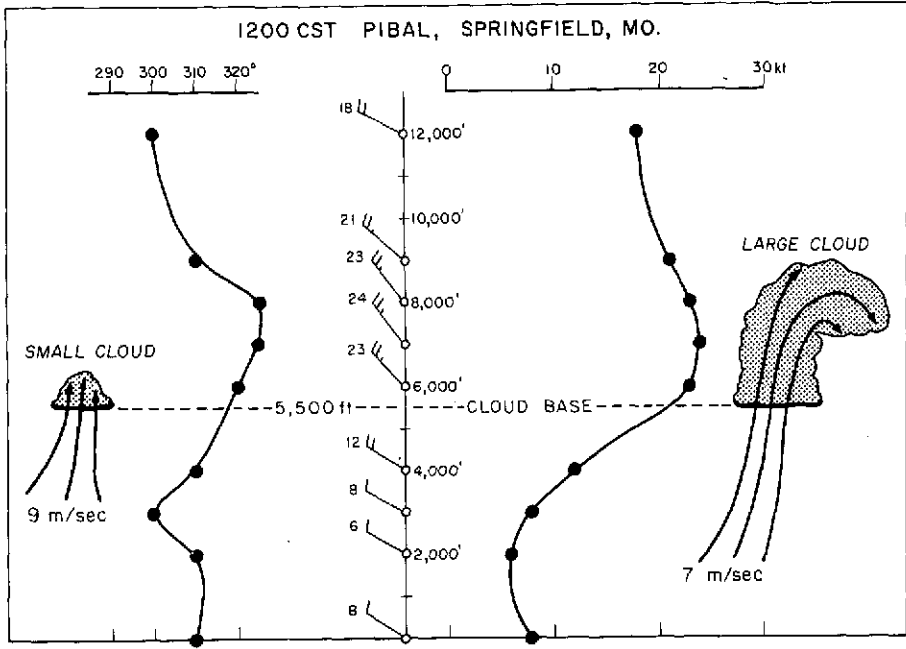 1200 CST PIBAL, SPRINGFIELD, MO.
290 300 310 320°
0 10 20 30 kt
18 12,000'
10,000'
21
23 8,000'
24
23 6,000'
LARGE CLOUD
SMALL CLOUD
5,500 ft CLOUD BASE
12 4,000'
8
6 2,000'
8
9 m/sec
7 m/sec